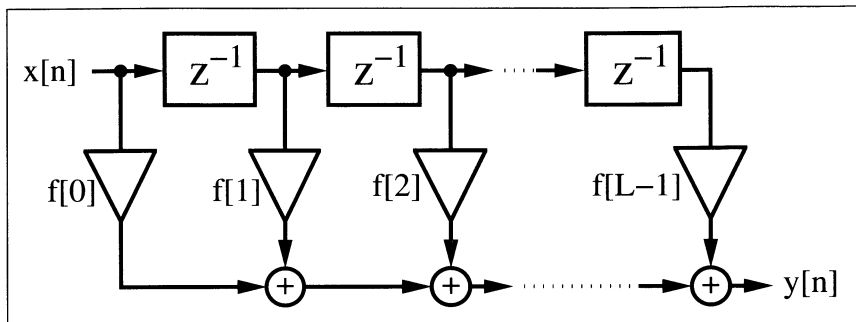 x[n] z⁻¹ z⁻¹ z⁻¹
f[0] f[1] f[2] f[L−1]
+ + + y[n]